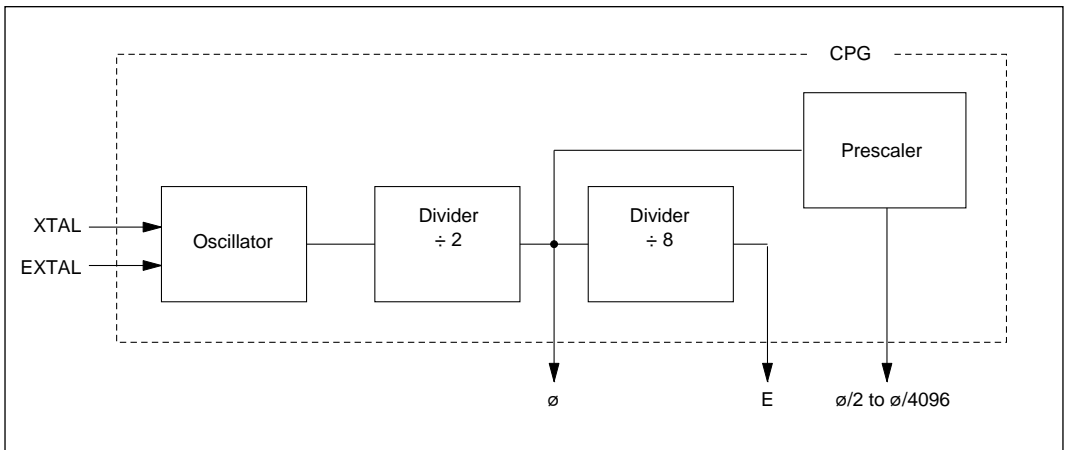 CPG
Prescaler
XTAL
EXTAL
Oscillator
Divider
÷ 2
Divider
÷ 8
ø
E
ø/2 to ø/4096